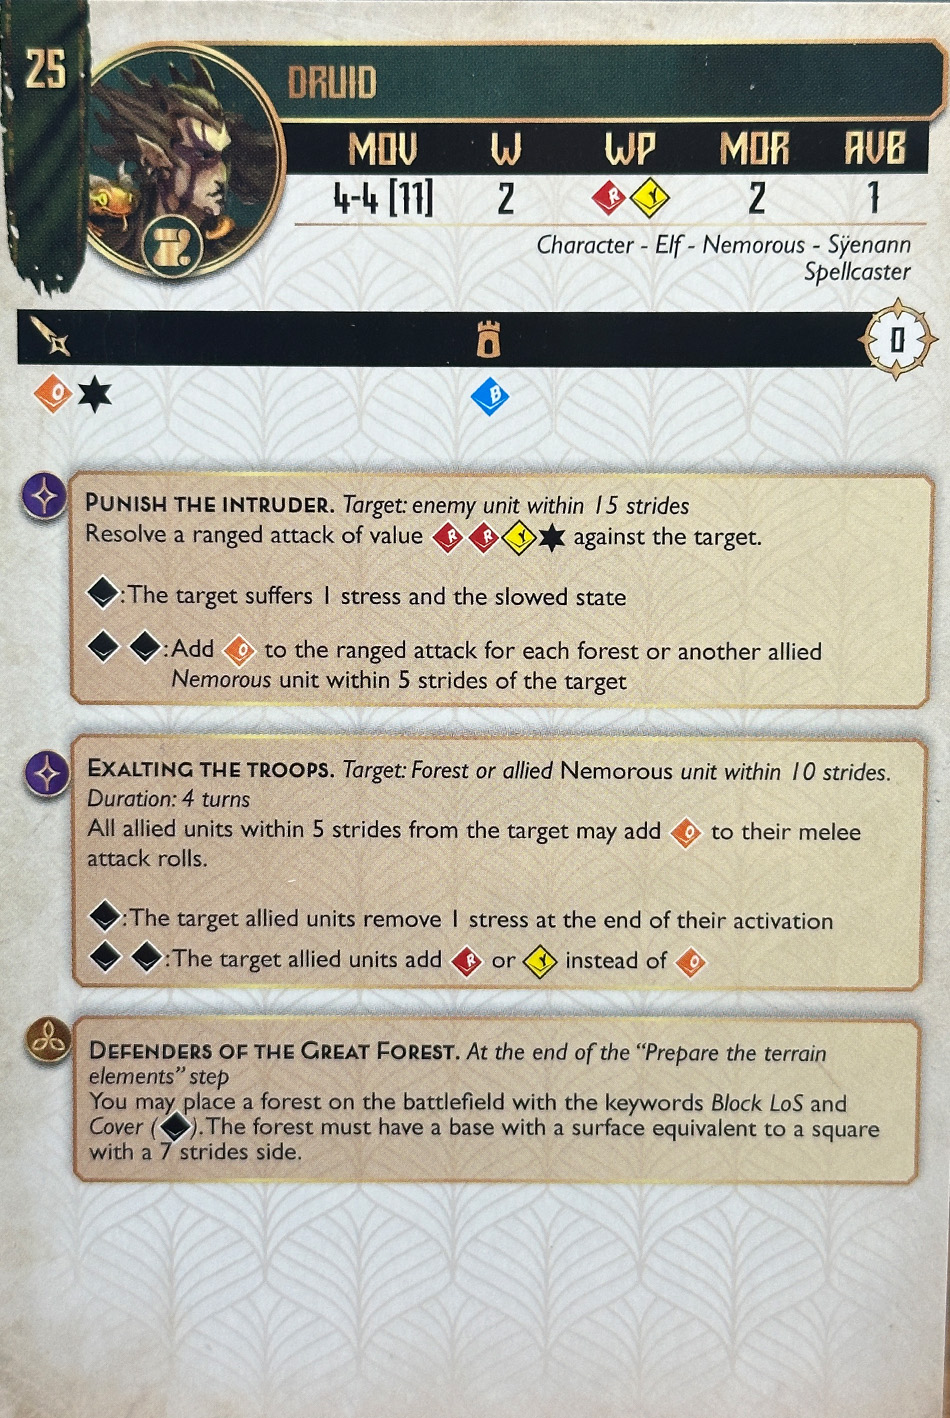 25
DRUID
MOV W WP MOR AVB
4-4 [11] 2 R Y 2 1
Character - Elf - Nemorous - Sÿenann
Spellcaster
0
O B
PUNISH THE INTRUDER. Target: enemy unit within 15 strides
Resolve a ranged attack of value R R Y against the target.
:The target suffers 1 stress and the slowed state
:Add O to the ranged attack for each forest or another allied
Nemorous unit within 5 strides of the target
EXALTING THE TROOPS. Target: Forest or allied Nemorous unit within 10 strides.
Duration: 4 turns
All allied units within 5 strides from the target may add O to their melee
attack rolls.
:The target allied units remove 1 stress at the end of their activation
:The target allied units add R or Y instead of O
DEFENDERS OF THE GREAT FOREST. At the end of the “Prepare the terrain
elements” step
You may place a forest on the battlefield with the keywords Block LoS and
Cover ( ). The forest must have a base with a surface equivalent to a square
with a 7 strides side.